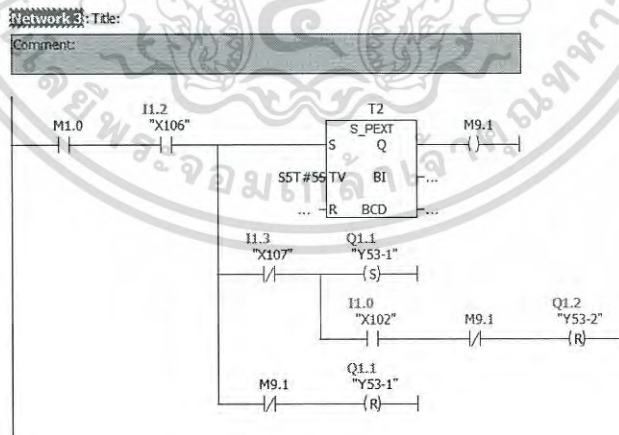 Network 3: Title:
Comment:
I1.2 T2
M1.0 "X106" S_PEXT M9.1
S Q
S5T#5S TV BI ...
... R BCD ...
I1.3 Q1.1
"X107" "Y53-1"
(S)
I1.0 Q1.2
"X102" M9.1 "Y53-2"
(R)
Q1.1
M9.1 "Y53-1"
(R)